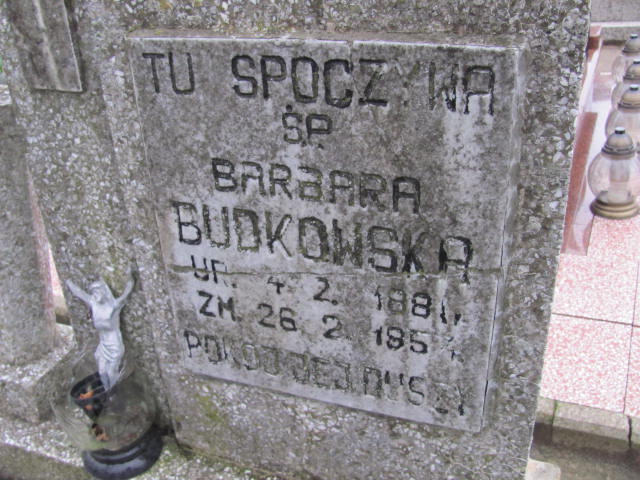 TU SPOCZYWA
ŚP.
BARBARA
BUDKOWSKA
UR. 4. 2.
ZM. 26. 2.
POKÓJ JEJ DUSZY